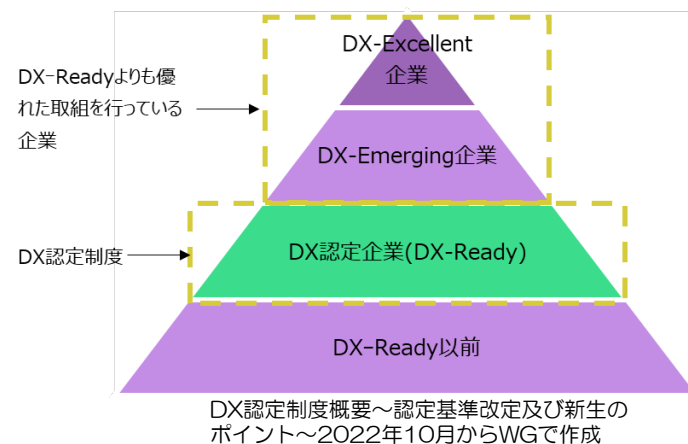 DX-Excellent
企業
DX-Readyよりも優
れた取組を行っている
企業
DX-Emerging企業
DX認定制度
DX認定企業(DX-Ready)
DX-Ready以前
DX認定制度概要～認定基準改定及び新生の
ポイント～2022年10月からWGで作成